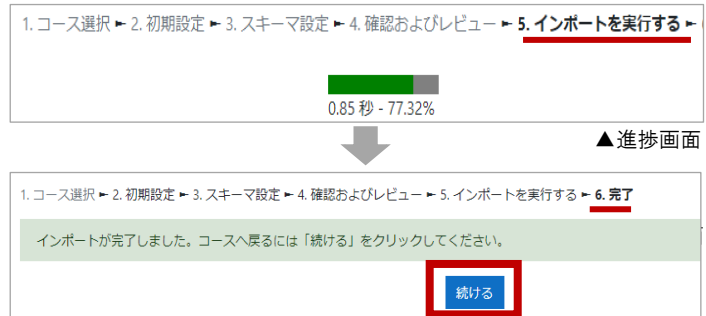 1. コース選択 ► 2. 初期設定 ► 3. スキーマ設定 ► 4. 確認およびレビュー ► 5. インポートを実行する ►
0.85 秒 - 77.32%
▲進捗画面
1. コース選択 ► 2. 初期設定 ► 3. スキーマ設定 ► 4. 確認およびレビュー ► 5. インポートを実行する ► 6. 完了
インポートが完了しました。コースへ戻るには「続ける」をクリックしてください。
続ける